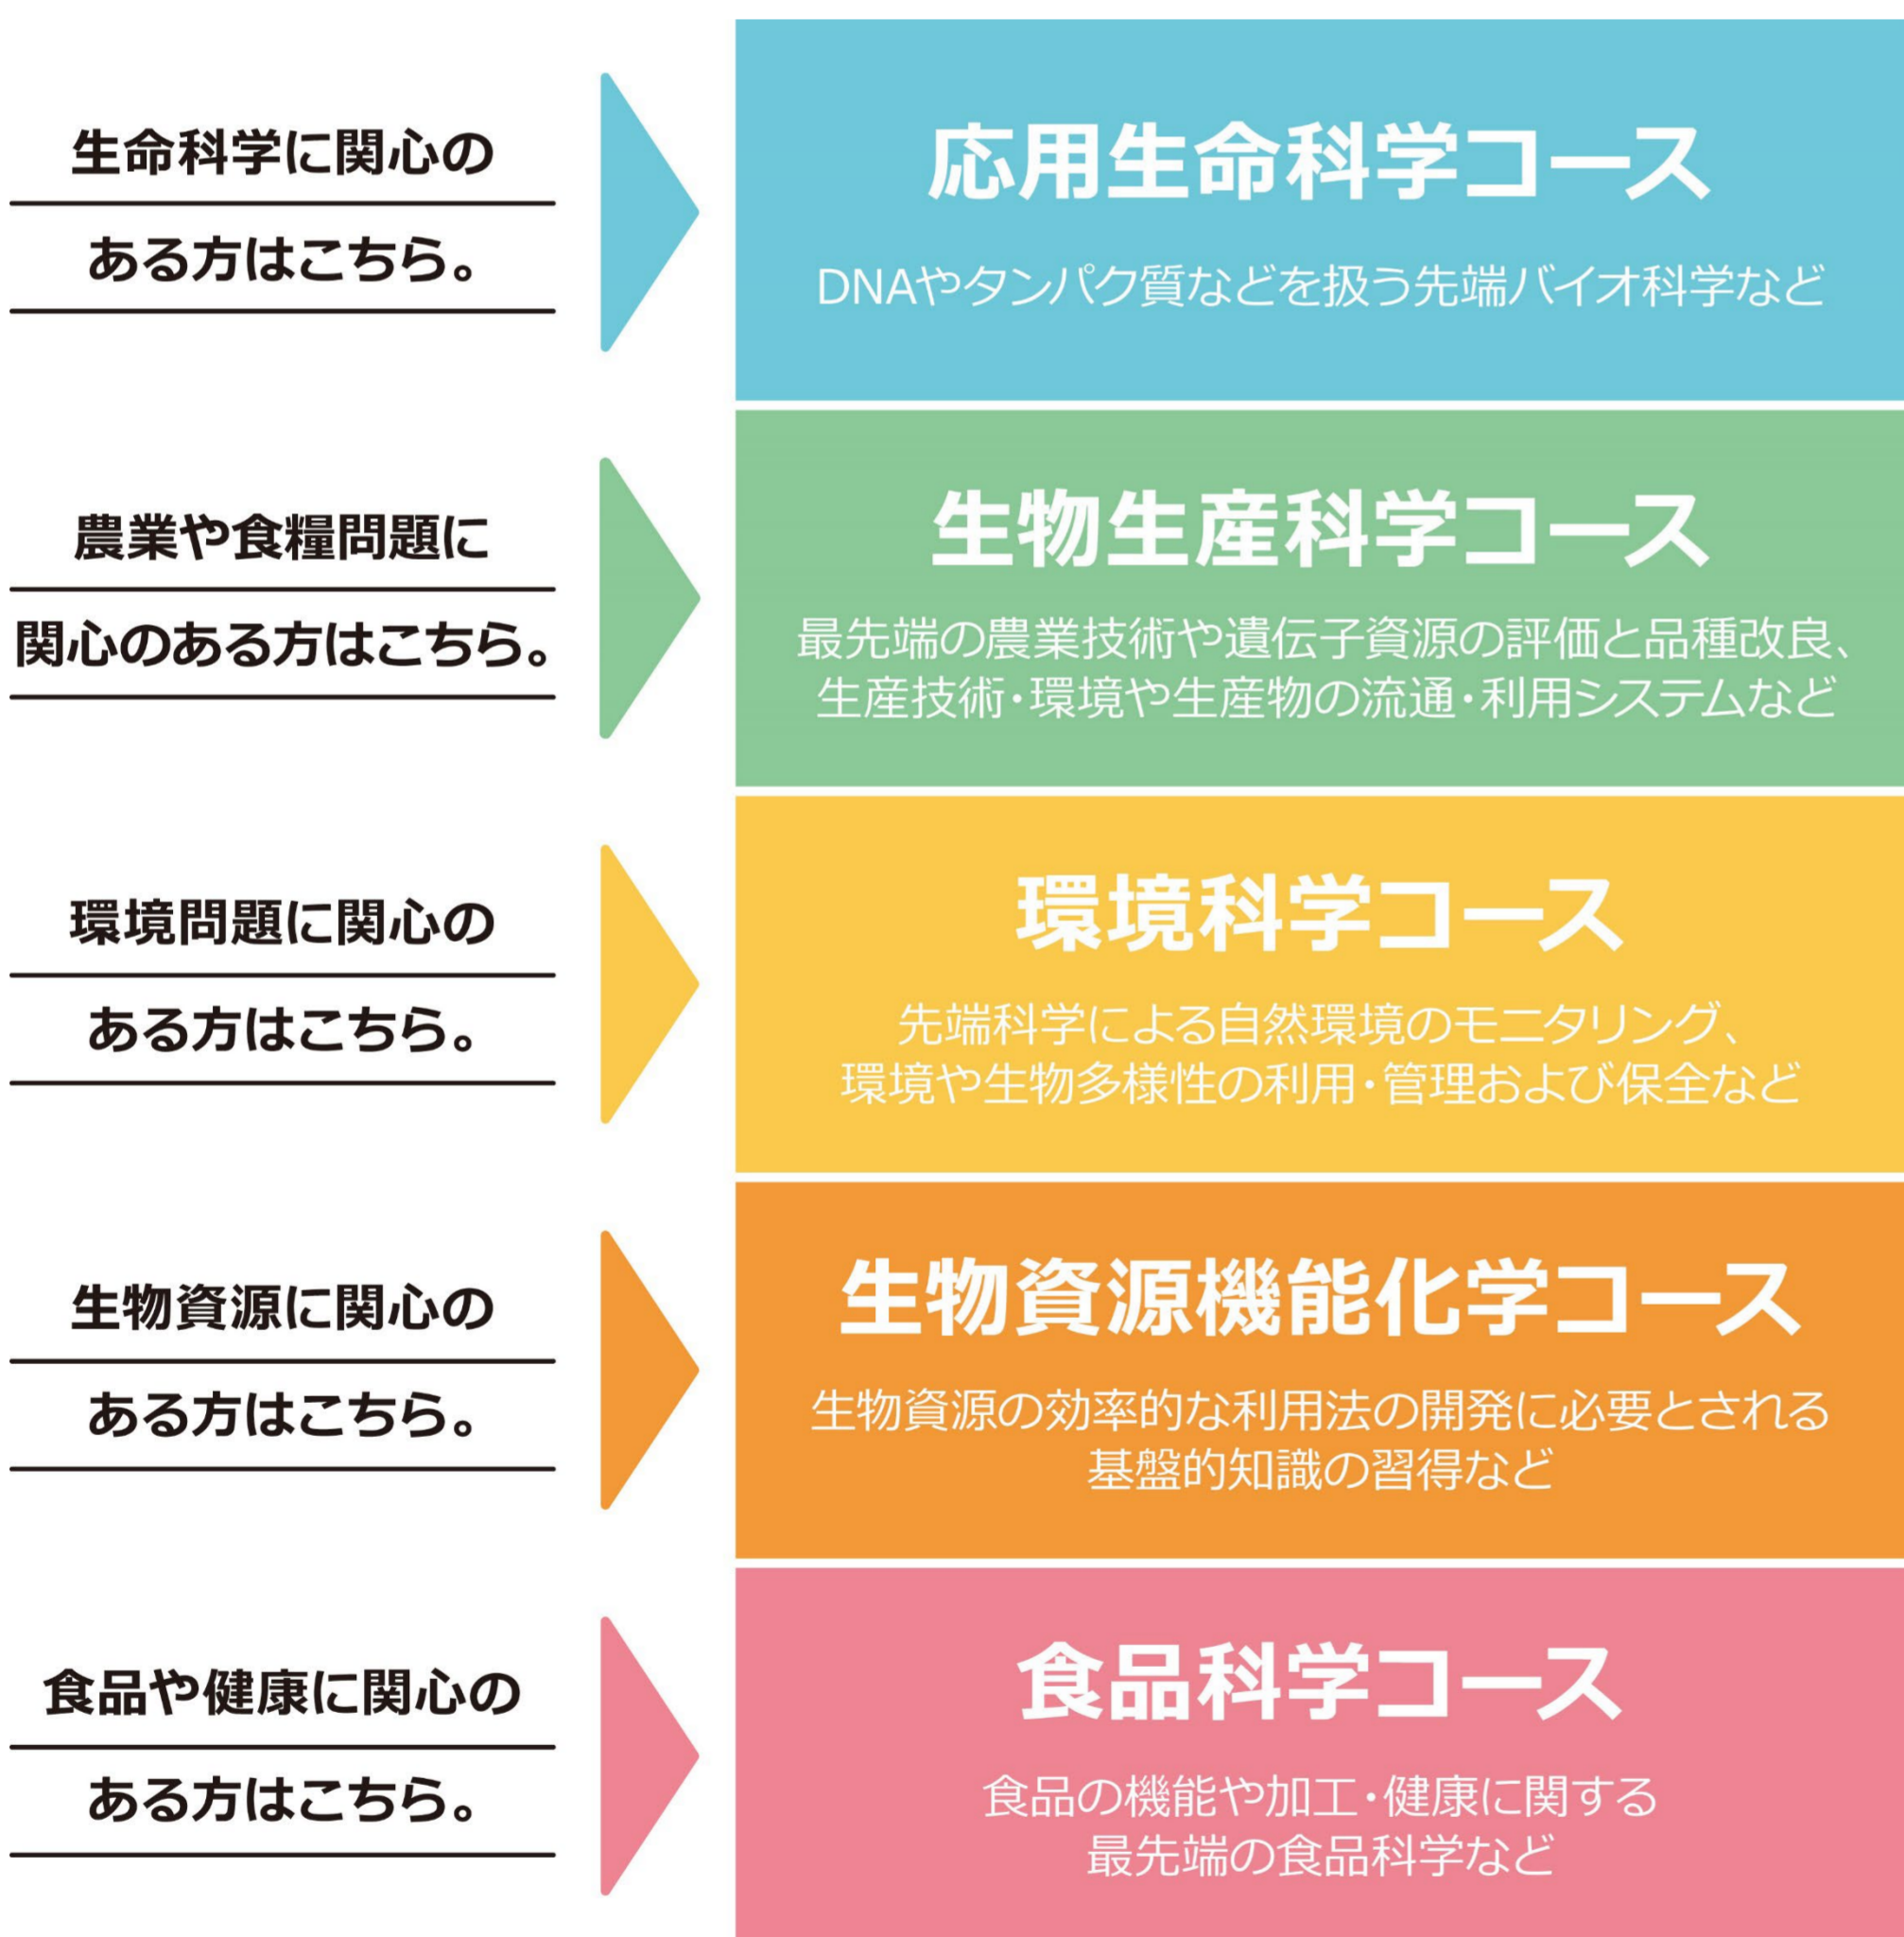 生命科学に関心の
ある方はこちら。
応用生命科学コース
DNAやタンパク質などを扱う先端バイオ科学など
農業や食糧問題に
関心のある方はこちら。
生物生産科学コース
最先端の農業技術や遺伝子資源の評価と品種改良、
生産技術・環境や生産物の流通・利用システムなど
環境問題に関心の
ある方はこちら。
環境科学コース
先端科学による自然環境のモニタリング、
環境や生物多様性の利用・管理および保全など
生物資源に関心の
ある方はこちら。
生物資源機能化学コース
生物資源の効率的な利用法の開発に必要とされる
基盤的知識の習得など
食品や健康に関心の
ある方はこちら。
食品科学コース
食品の機能や加工・健康に関する
最先端の食品科学など